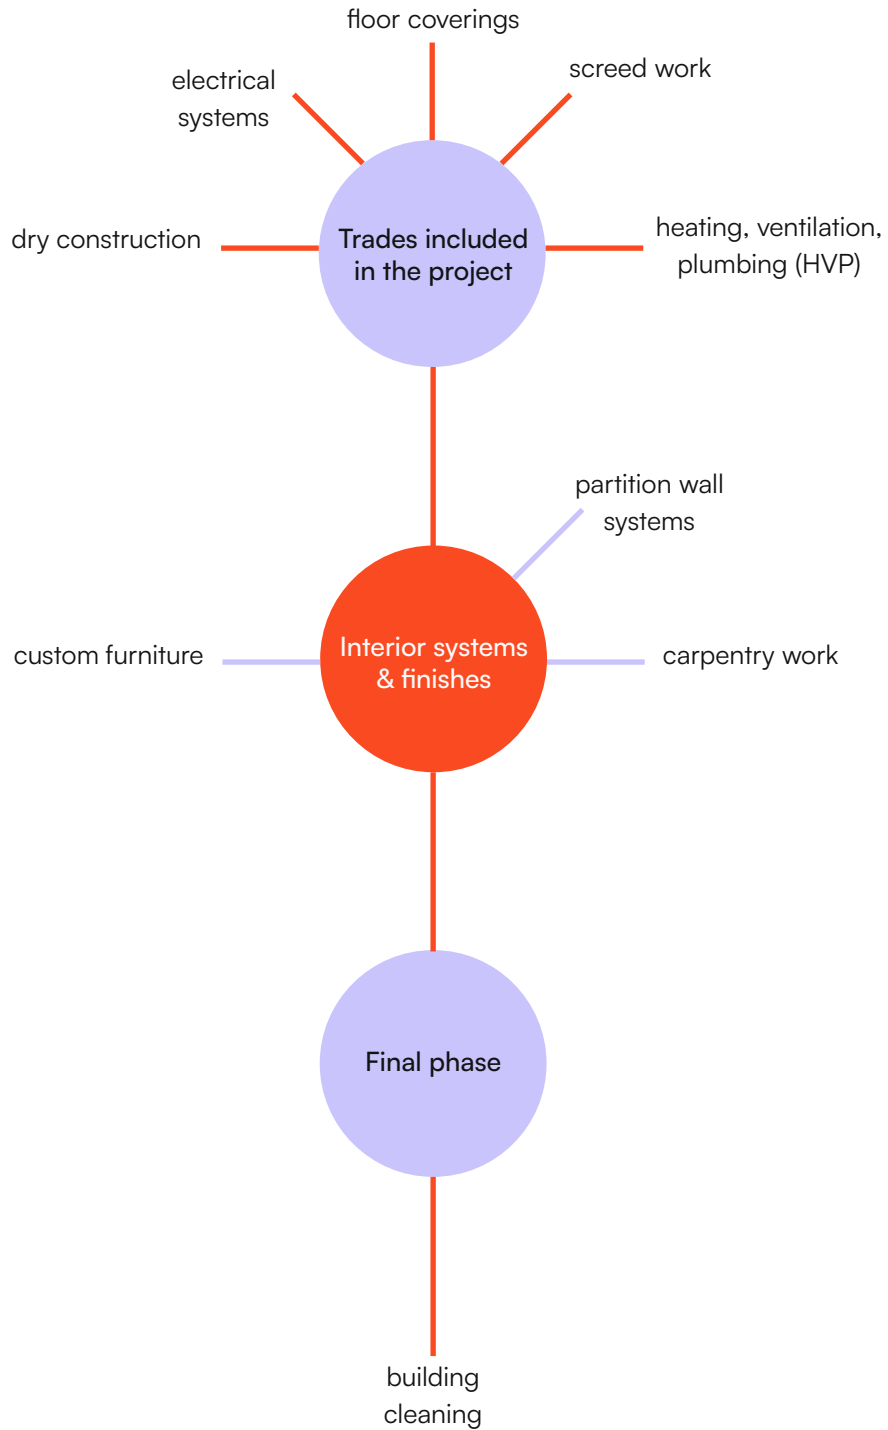 floor coverings
electrical
systems
screed work
dry construction
Trades included
in the project
heating, ventilation,
plumbing (HVP)
partition wall
systems
custom furniture
Interior systems
& finishes
carpentry work
Final phase
building
cleaning